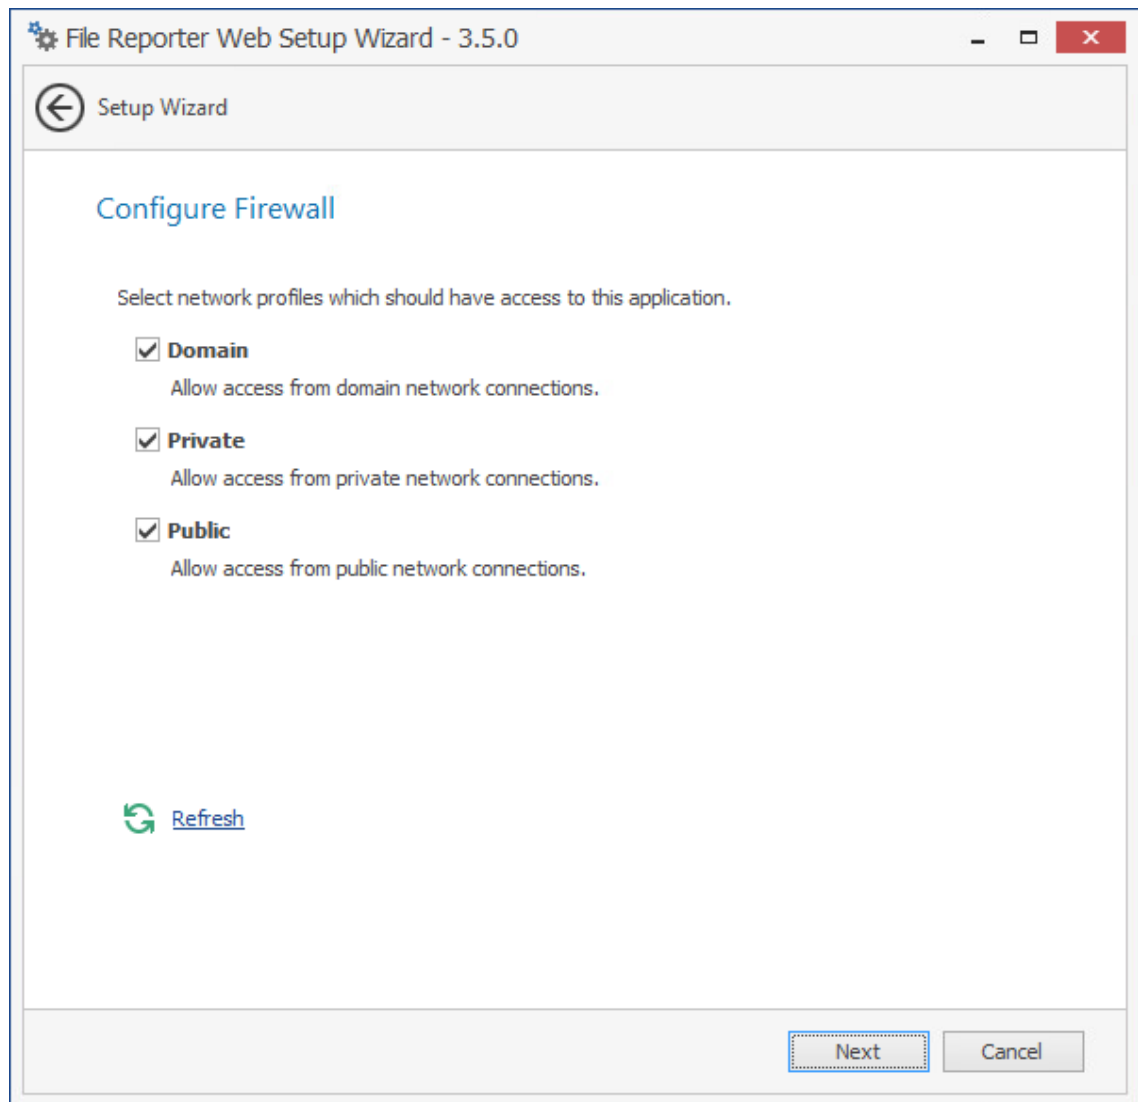 File Reporter Web Setup Wizard - 3.5.0
Setup Wizard
Configure Firewall
Select network profiles which should have access to this application.
Domain
Allow access from domain network connections.
Private
Allow access from private network connections.
Public
Allow access from public network connections.
Refresh
Next
Cancel